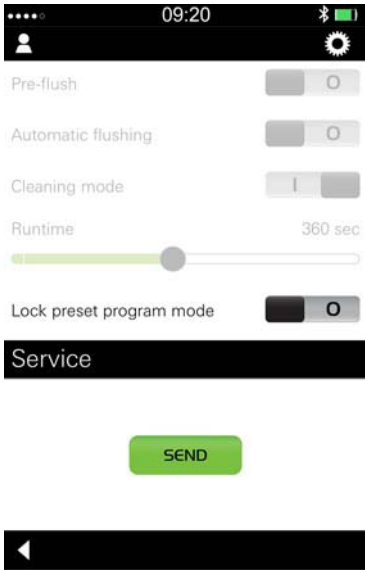 09:20
Pre-flush O
Automatic flushing O
Cleaning mode I
Runtime 360 sec
Lock preset program mode O
Service
SEND